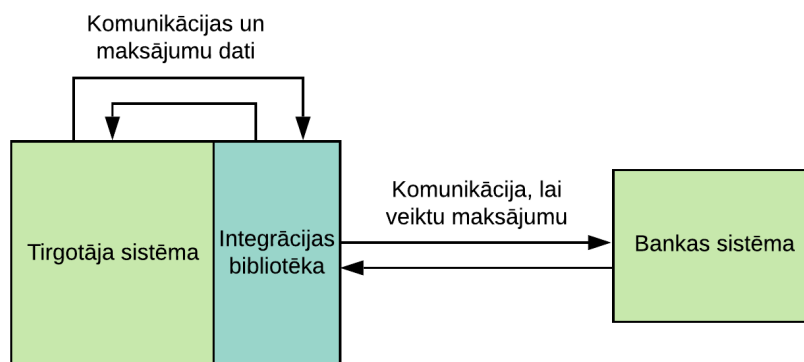 Komunikācijas un
maksājumu dati
Tirgotāja sistēma
Integrācijas
bibliotēka
Komunikācija, lai
veiktu maksājumu
Bankas sistēma